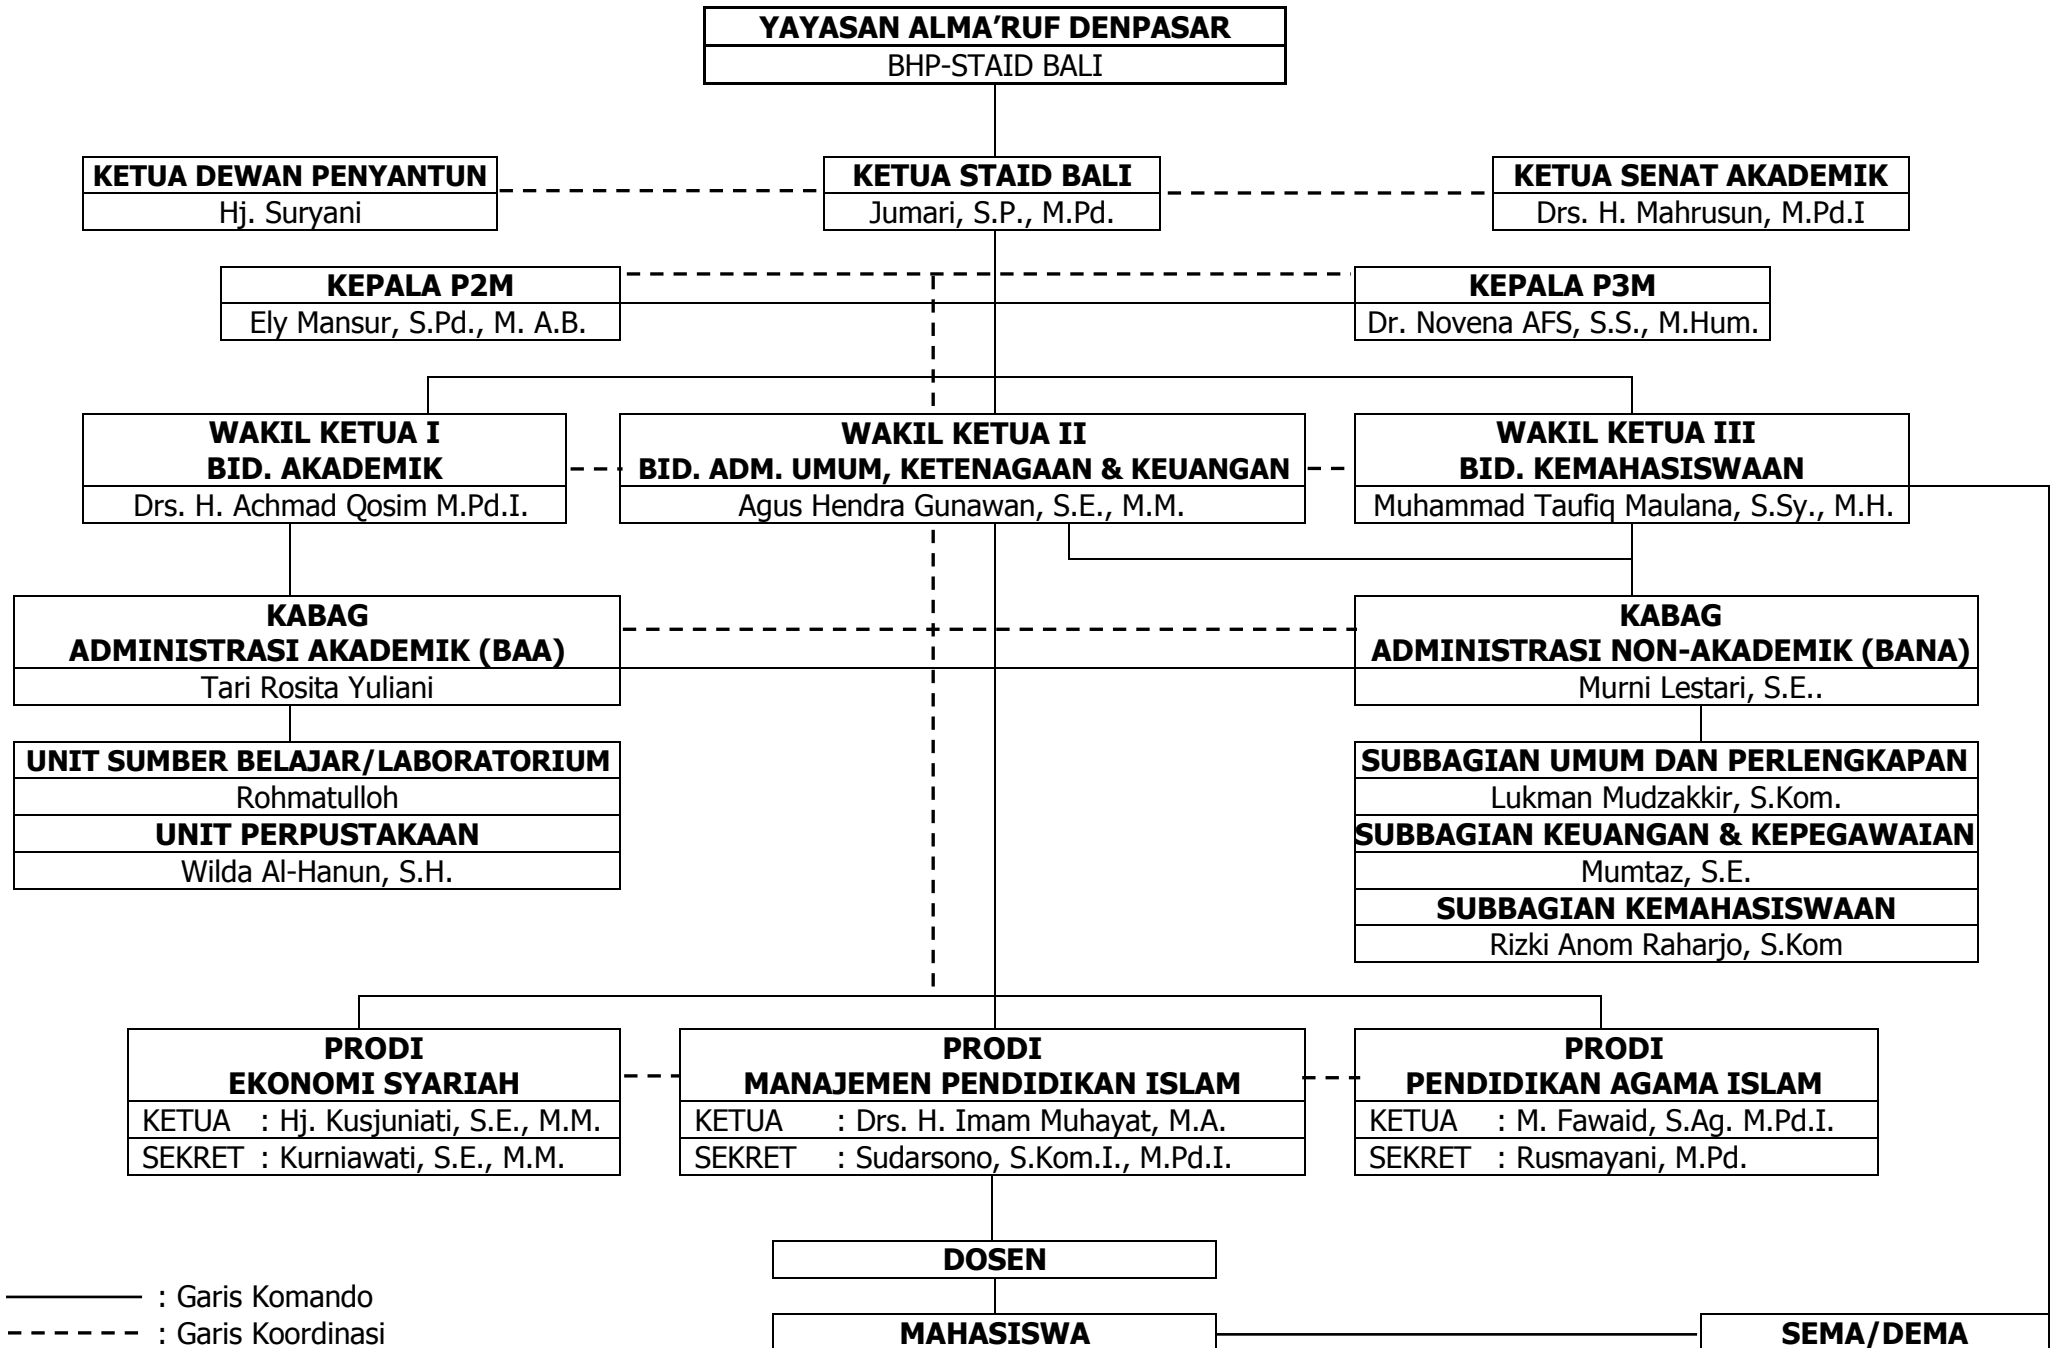 YAYASAN ALMA’RUF DENPASAR
BHP-STAID BALI
KETUA DEWAN PENYANTUN
Hj. Suryani
KETUA STAID BALI
Jumari, S.P., M.Pd.
KETUA SENAT AKADEMIK
Drs. H. Mahrusun, M.Pd.I
KEPALA P2M
Ely Mansur, S.Pd., M. A.B.
KEPALA P3M
Dr. Novena AFS, S.S., M.Hum.
WAKIL KETUA I
BID. AKADEMIK
Drs. H. Achmad Qosim M.Pd.I.
WAKIL KETUA II
BID. ADM. UMUM, KETENAGAAN & KEUANGAN
Agus Hendra Gunawan, S.E., M.M.
WAKIL KETUA III
BID. KEMAHASISWAAN
Muhammad Taufiq Maulana, S.Sy., M.H.
KABAG
ADMINISTRASI AKADEMIK (BAA)
Tari Rosita Yuliani
KABAG
ADMINISTRASI NON-AKADEMIK (BANA)
Murni Lestari, S.E..
UNIT SUMBER BELAJAR/LABORATORIUM
Rohmatulloh
UNIT PERPUSTAKAAN
Wilda Al-Hanun, S.H.
SUBBAGIAN UMUM DAN PERLENGKAPAN
Lukman Mudzakkir, S.Kom.
SUBBAGIAN KEUANGAN & KEPEGAWAIAN
Mumtaz, S.E.
SUBBAGIAN KEMAHASISWAAN
Rizki Anom Raharjo, S.Kom
PRODI
EKONOMI SYARIAH
KETUA : Hj. Kusjuniati, S.E., M.M.
SEKRET : Kurniawati, S.E., M.M.
PRODI
MANAJEMEN PENDIDIKAN ISLAM
KETUA : Drs. H. Imam Muhayat, M.A.
SEKRET : Sudarsono, S.Kom.I., M.Pd.I.
PRODI
PENDIDIKAN AGAMA ISLAM
KETUA : M. Fawaid, S.Ag. M.Pd.I.
SEKRET : Rusmayani, M.Pd.
DOSEN
MAHASISWA
SEMA/DEMA
: Garis Komando
: Garis Koordinasi